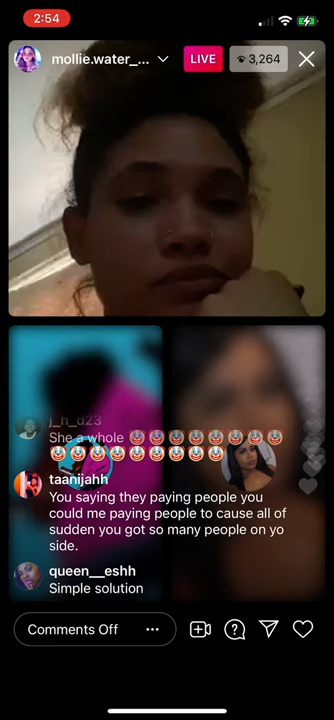 2:54
mollie.water_...
LIVE
3,264
j_h_d23
She a whole 🤡🤡🤡🤡🤡🤡🤡🤡
🤡🤡🤡🤡🤡🤡🤡🤡🤡
taanijahh
You saying they paying people you
could me paying people to cause all of
sudden you got so many people on yo
side.
queen__eshh
Simple solution
Comments Off